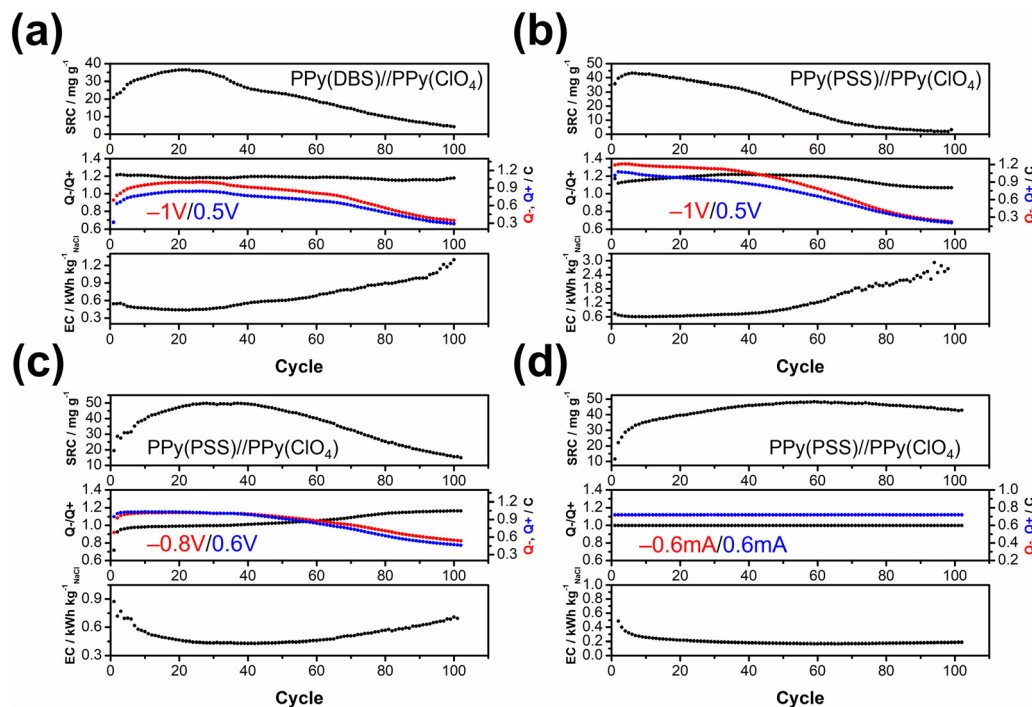 (a)
SRC / mg g⁻¹
40
30
20
10
0
PPy(DBS)//PPy(ClO₄)
Q-/Q+
1.4
1.2
1.0
0.8
0.6
–1V/0.5V
1.2
0.9
0.6
0.3
Q-, Q+ / C
EC / kWh kg⁻¹ NaCl
1.2
0.9
0.6
0.3
0 20 40 60 80 100
Cycle
(b)
SRC / mg g⁻¹
50
40
30
20
10
0
PPy(PSS)//PPy(ClO₄)
Q-/Q+
1.4
1.2
1.0
0.8
0.6
–1V/0.5V
1.2
0.9
0.6
0.3
Q-, Q+ / C
EC / kWh kg⁻¹ NaCl
3.0
2.4
1.8
1.2
0.6
0 20 40 60 80 100
Cycle
(c)
SRC / mg g⁻¹
50
40
30
20
10
PPy(PSS)//PPy(ClO₄)
Q-/Q+
1.4
1.2
1.0
0.8
0.6
–0.8V/0.6V
1.2
0.9
0.6
0.3
Q-, Q+ / C
EC / kWh kg⁻¹ NaCl
0.9
0.6
0.3
0 20 40 60 80 100 120
Cycle
(d)
SRC / mg g⁻¹
50
40
30
20
10
PPy(PSS)//PPy(ClO₄)
Q-/Q+
1.4
1.2
1.0
0.8
0.6
–0.6mA/0.6mA
1.0
0.8
0.6
0.4
0.2
Q-, Q+ / C
EC / kWh kg⁻¹ NaCl
1.0
0.8
0.6
0.4
0.2
0.0
0 20 40 60 80 100
Cycle